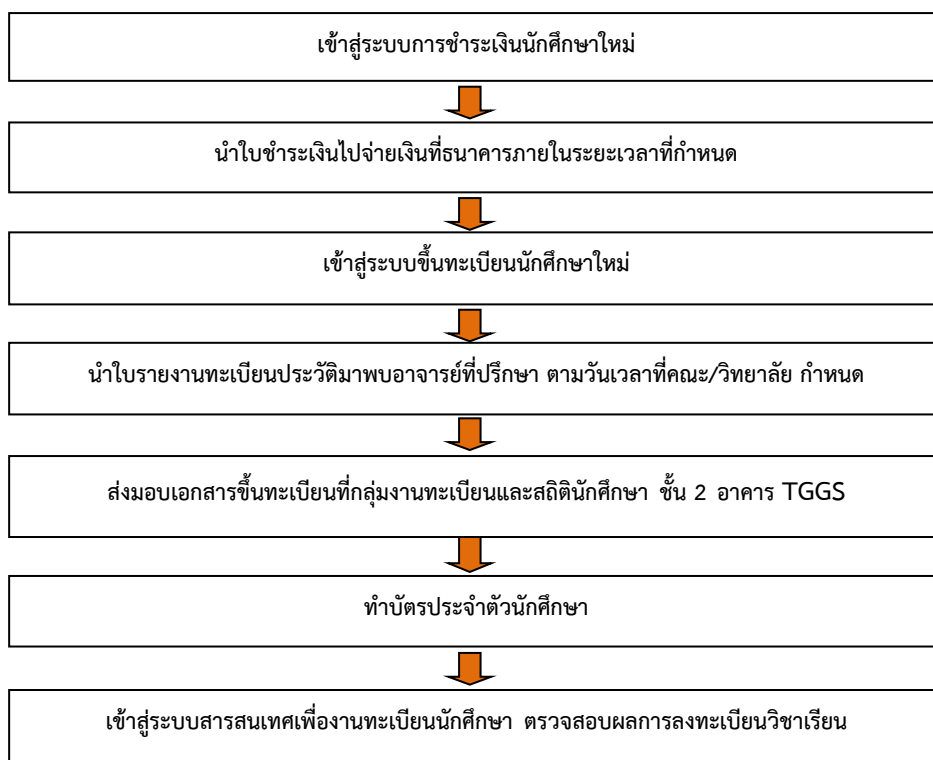 เข้าสู่ระบบการชำระเงินนักศึกษาใหม่
นำใบชำระเงินไปจ่ายเงินที่ธนาคารภายในระยะเวลาที่กำหนด
เข้าสู่ระบบขึ้นทะเบียนนักศึกษาใหม่
นำใบรายงานทะเบียนประวัติมาพบอาจารย์ที่ปรึกษา ตามวันเวลาที่คณะ/วิทยาลัย กำหนด
ส่งมอบเอกสารขึ้นทะเบียนที่กลุ่มงานทะเบียนและสถิตินักศึกษา ชั้น 2 อาคาร TGGS
ทำบัตรประจำตัวนักศึกษา
เข้าสู่ระบบสารสนเทศเพื่องานทะเบียนนักศึกษา ตรวจสอบผลการลงทะเบียนวิชาเรียน